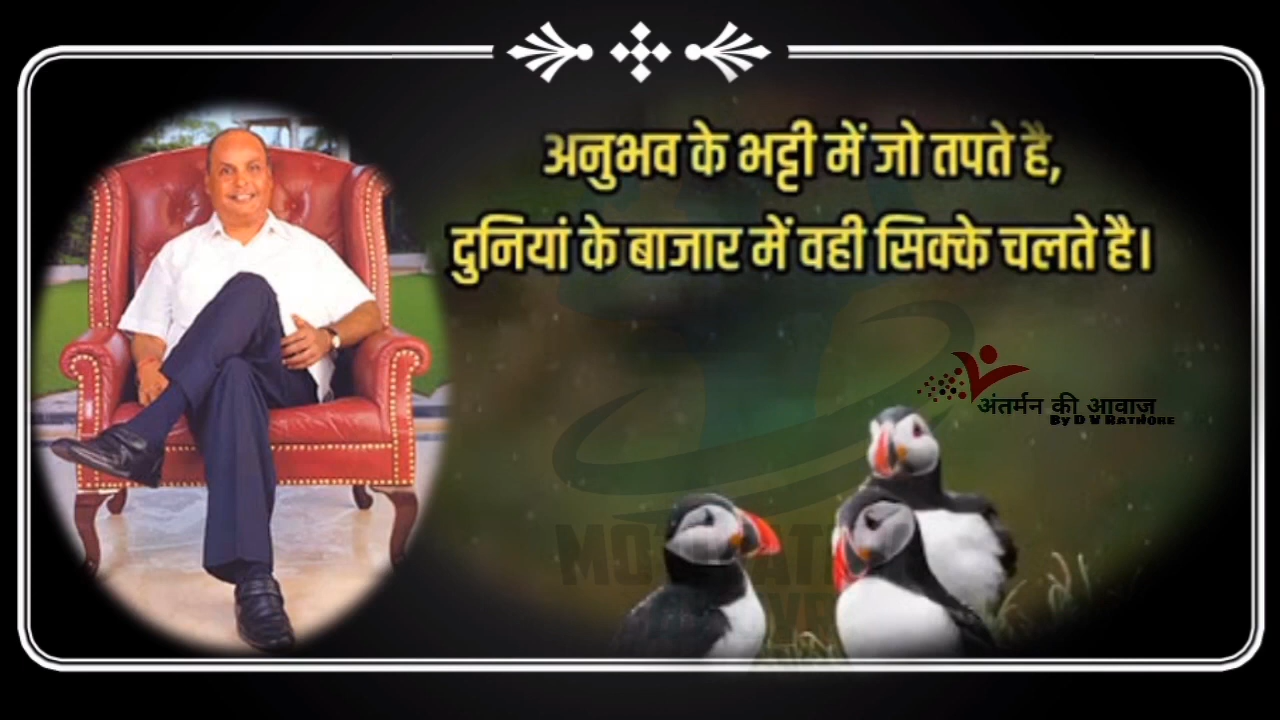 अनुभव के भट्टी में जो तपते है,
दुनियां के बाजार में वही सिक्के चलते है।
अंतर्मन की आवाज
By D V Rathore